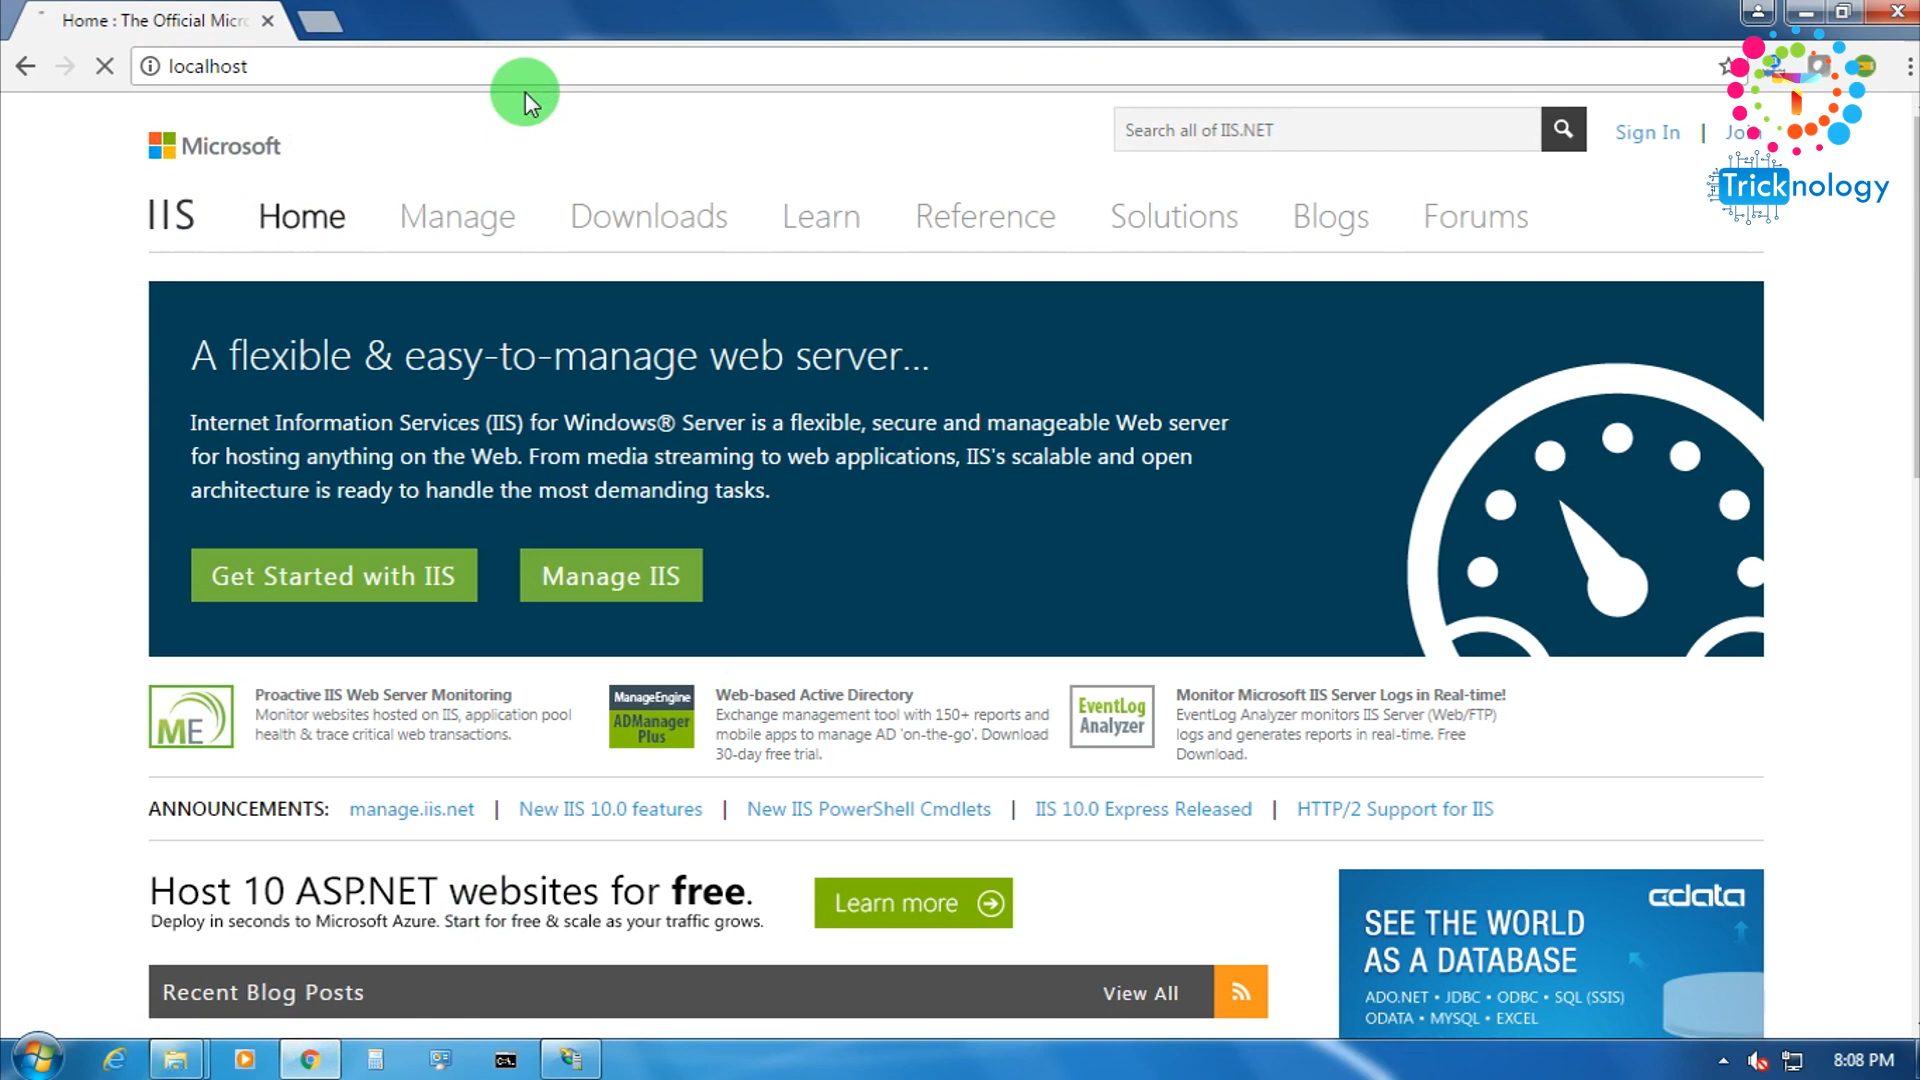 Home : The Official Micr
localhost
Microsoft
Search all of IIS.NET
Sign In | Join
Tricknology
IIS Home Manage Downloads Learn Reference Solutions Blogs Forums
A flexible & easy-to-manage web server...
Internet Information Services (IIS) for Windows® Server is a flexible, secure and manageable Web server
for hosting anything on the Web. From media streaming to web applications, IIS's scalable and open
architecture is ready to handle the most demanding tasks.
Get Started with IIS
Manage IIS
ME
Proactive IIS Web Server Monitoring
Monitor websites hosted on IIS, application pool
health & trace critical web transactions.
ManageEngine
ADManager
Plus
Web-based Active Directory
Exchange management tool with 150+ reports and
mobile apps to manage AD 'on-the-go'. Download
30-day free trial.
EventLog
Analyzer
Monitor Microsoft IIS Server Logs in Real-time!
EventLog Analyzer monitors IIS Server (Web/FTP)
logs and generates reports in real-time. Free
Download.
ANNOUNCEMENTS: manage.iis.net | New IIS 10.0 features | New IIS PowerShell Cmdlets | IIS 10.0 Express Released | HTTP/2 Support for IIS
Host 10 ASP.NET websites for free.
Deploy in seconds to Microsoft Azure. Start for free & scale as your traffic grows.
Learn more
Recent Blog Posts
View All
cdata
SEE THE WORLD
AS A DATABASE
ADO.NET • JDBC • ODBC • SQL (SSIS)
ODATA • MYSQL • EXCEL
8:08 PM